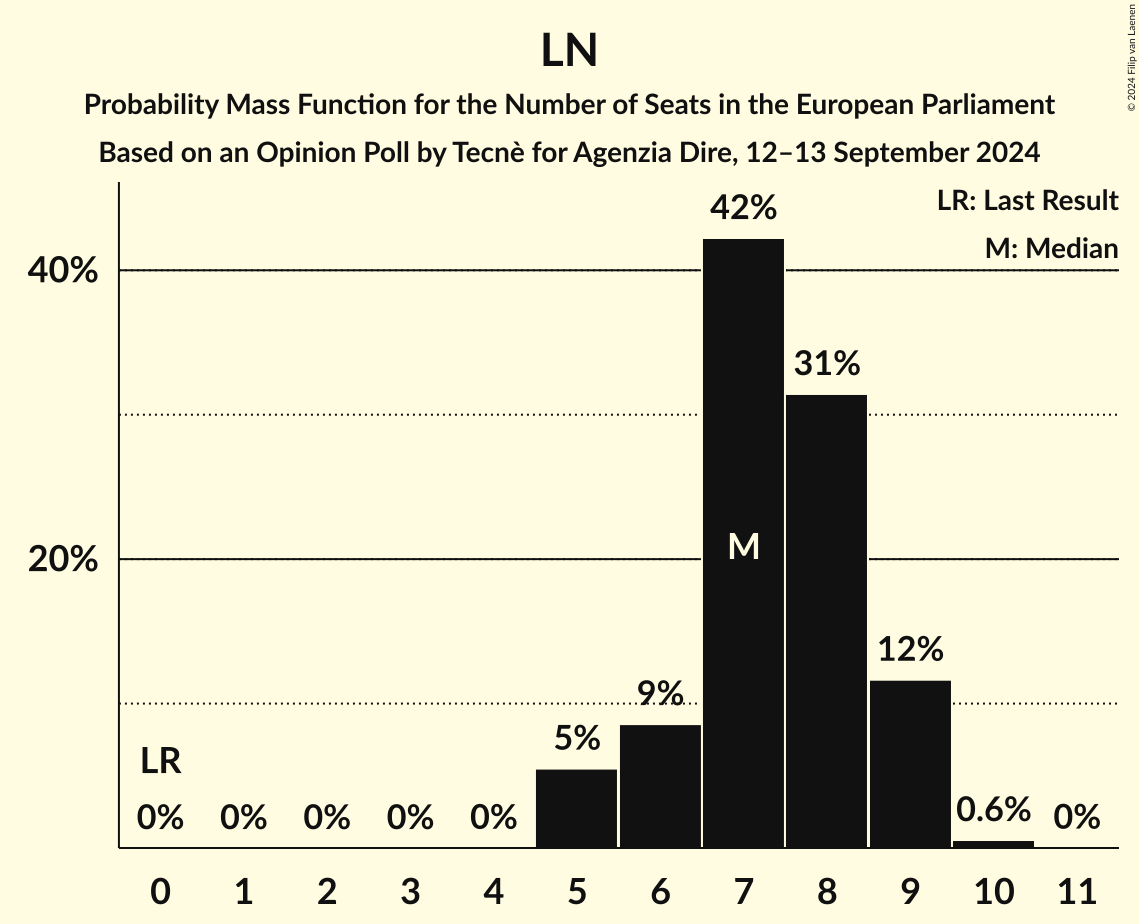 LN
Probability Mass Function for the Number of Seats in the European Parliament
Based on an Opinion Poll by Tecnè for Agenzia Dire, 12–13 September 2024
© 2024 Filip van Laenen
LR: Last Result
M: Median
40%
20%
LR
0%
0%
0%
0%
0%
5%
9%
42%
M
31%
12%
0.6%
0%
0 1 2 3 4 5 6 7 8 9 10 11